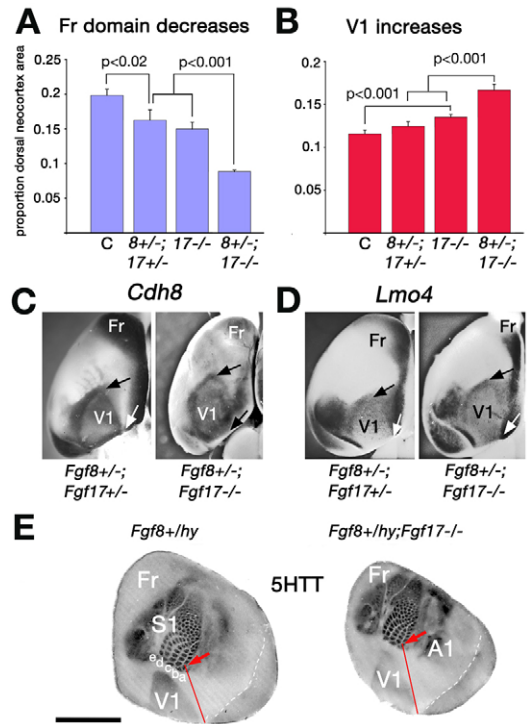 A Fr domain decreases
p<0.02 p<0.001
proportion dorsal neocortex area
0.2
0.15
0.1
0.05
C 8+/-; 17+/- 17-/- 8+/-; 17-/-
B V1 increases
p<0.001
p<0.001
0.2
0.15
0.1
0.05
C 8+/-; 17+/- 17-/- 8+/-; 17-/-
C Cdh8
Fr
V1
Fr
V1
Fgf8+/-; Fgf17+/-
Fgf8+/-; Fgf17-/-
D Lmo4
Fr
V1
Fr
V1
Fgf8+/-; Fgf17+/-
Fgf8+/-; Fgf17-/-
E Fgf8+/hy Fgf8+/hy;Fgf17-/-
5HTT
Fr
S1
e d c b a
V1
Fr
A1
V1